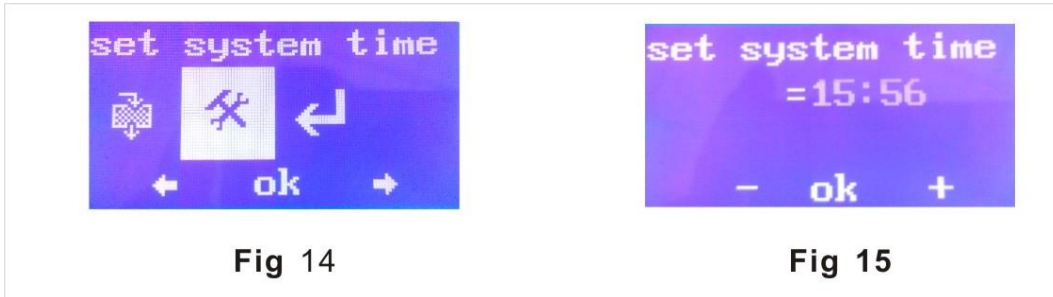 set system time
← ok →
Fig 14
set system time
=15:56
- ok +
Fig 15